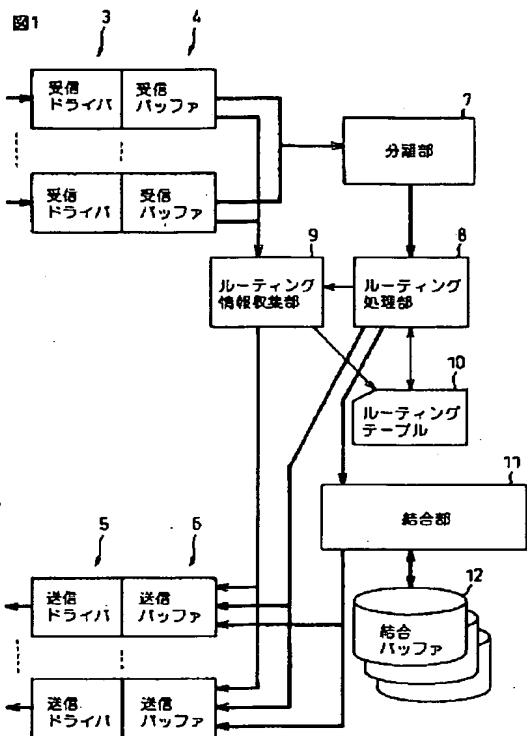 図1
3
4
受信
ドライバ
受信
バッファ
7
分離部
受信
ドライバ
受信
バッファ
9
8
ルーティング
情報収集部
ルーティング
処理部
10
ルーティング
テーブル
11
結合部
5
6
12
送信
ドライバ
送信
バッファ
結合
バッファ
送信
ドライバ
送信
バッファ